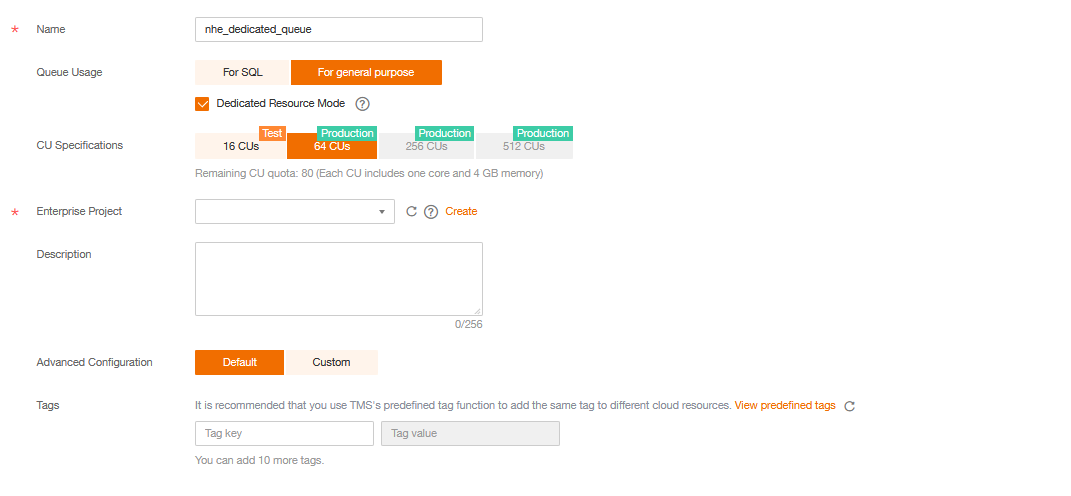 * Name
nhe_dedicated_queue
Queue Usage
For SQL
For general purpose
Dedicated Resource Mode ?
Test
Production
Production
Production
CU Specifications
16 CUs
64 CUs
256 CUs
512 CUs
Remaining CU quota: 80 (Each CU includes one core and 4 GB memory)
* Enterprise Project
? Create
Description
0/256
Advanced Configuration
Default
Custom
Tags
It is recommended that you use TMS's predefined tag function to add the same tag to different cloud resources. View predefined tags
Tag key
Tag value
You can add 10 more tags.